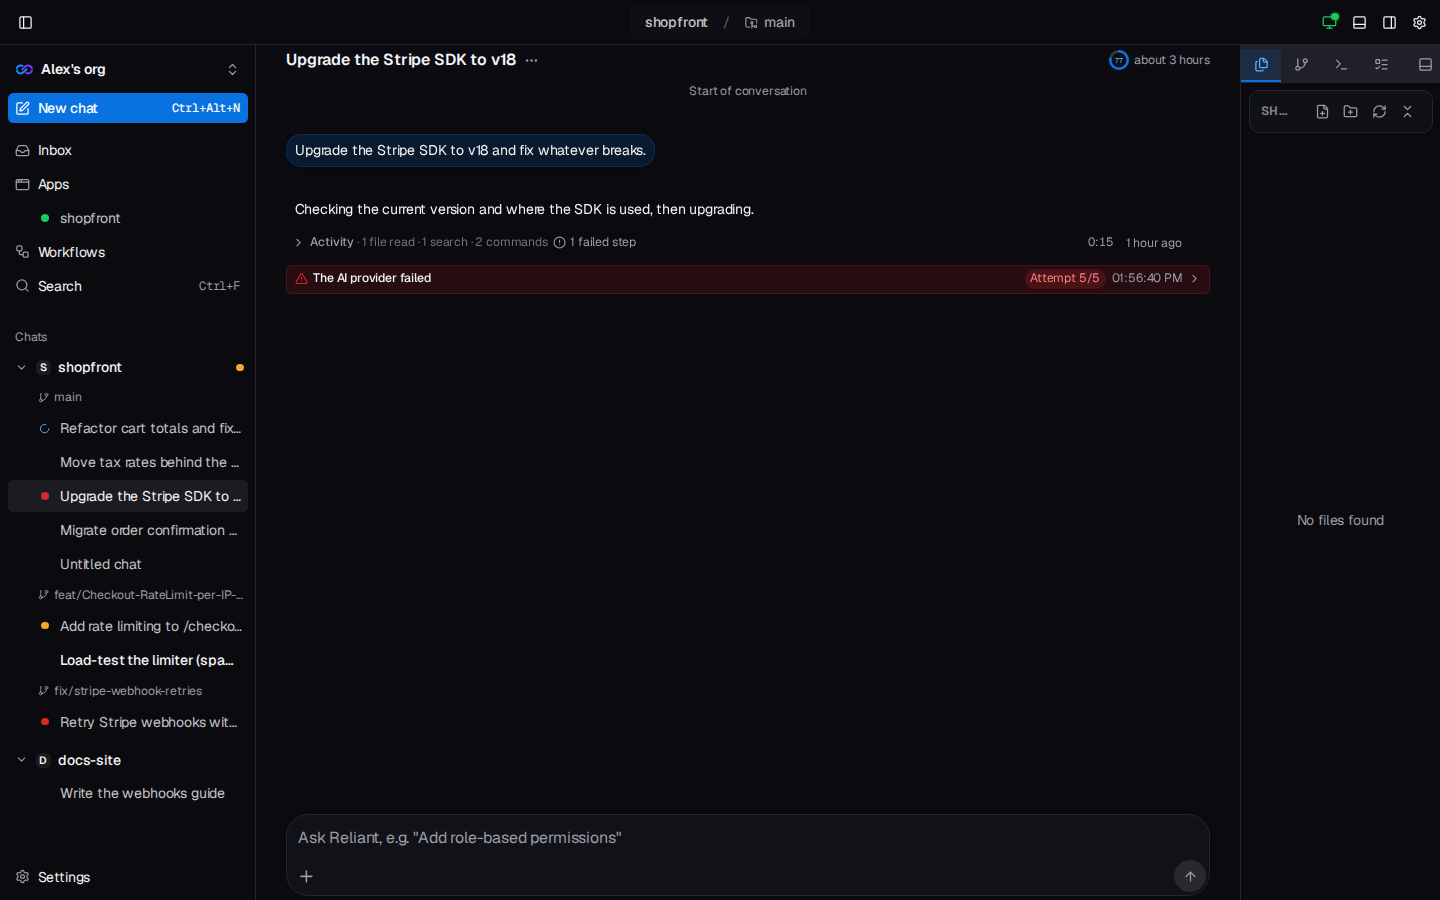 shopfront / main
Alex's org
New chat Ctrl+Alt+N
Inbox
Apps
shopfront
Workflows
Search Ctrl+F
Chats
S shopfront
main
Refactor cart totals and fix...
Move tax rates behind the ...
Upgrade the Stripe SDK to ...
Migrate order confirmation ...
Untitled chat
feat/Checkout-RateLimit-per-IP-...
Add rate limiting to /checko...
Load-test the limiter (spa...
fix/stripe-webhook-retries
Retry Stripe webhooks wit...
D docs-site
Write the webhooks guide
Settings
Upgrade the Stripe SDK to v18 ...
77 about 3 hours
Start of conversation
Upgrade the Stripe SDK to v18 and fix whatever breaks.
Checking the current version and where the SDK is used, then upgrading.
Activity · 1 file read · 1 search · 2 commands 1 failed step 0:15 1 hour ago
The AI provider failed Attempt 5/5 01:56:40 PM
Ask Reliant, e.g. "Add role-based permissions"
SH...
No files found